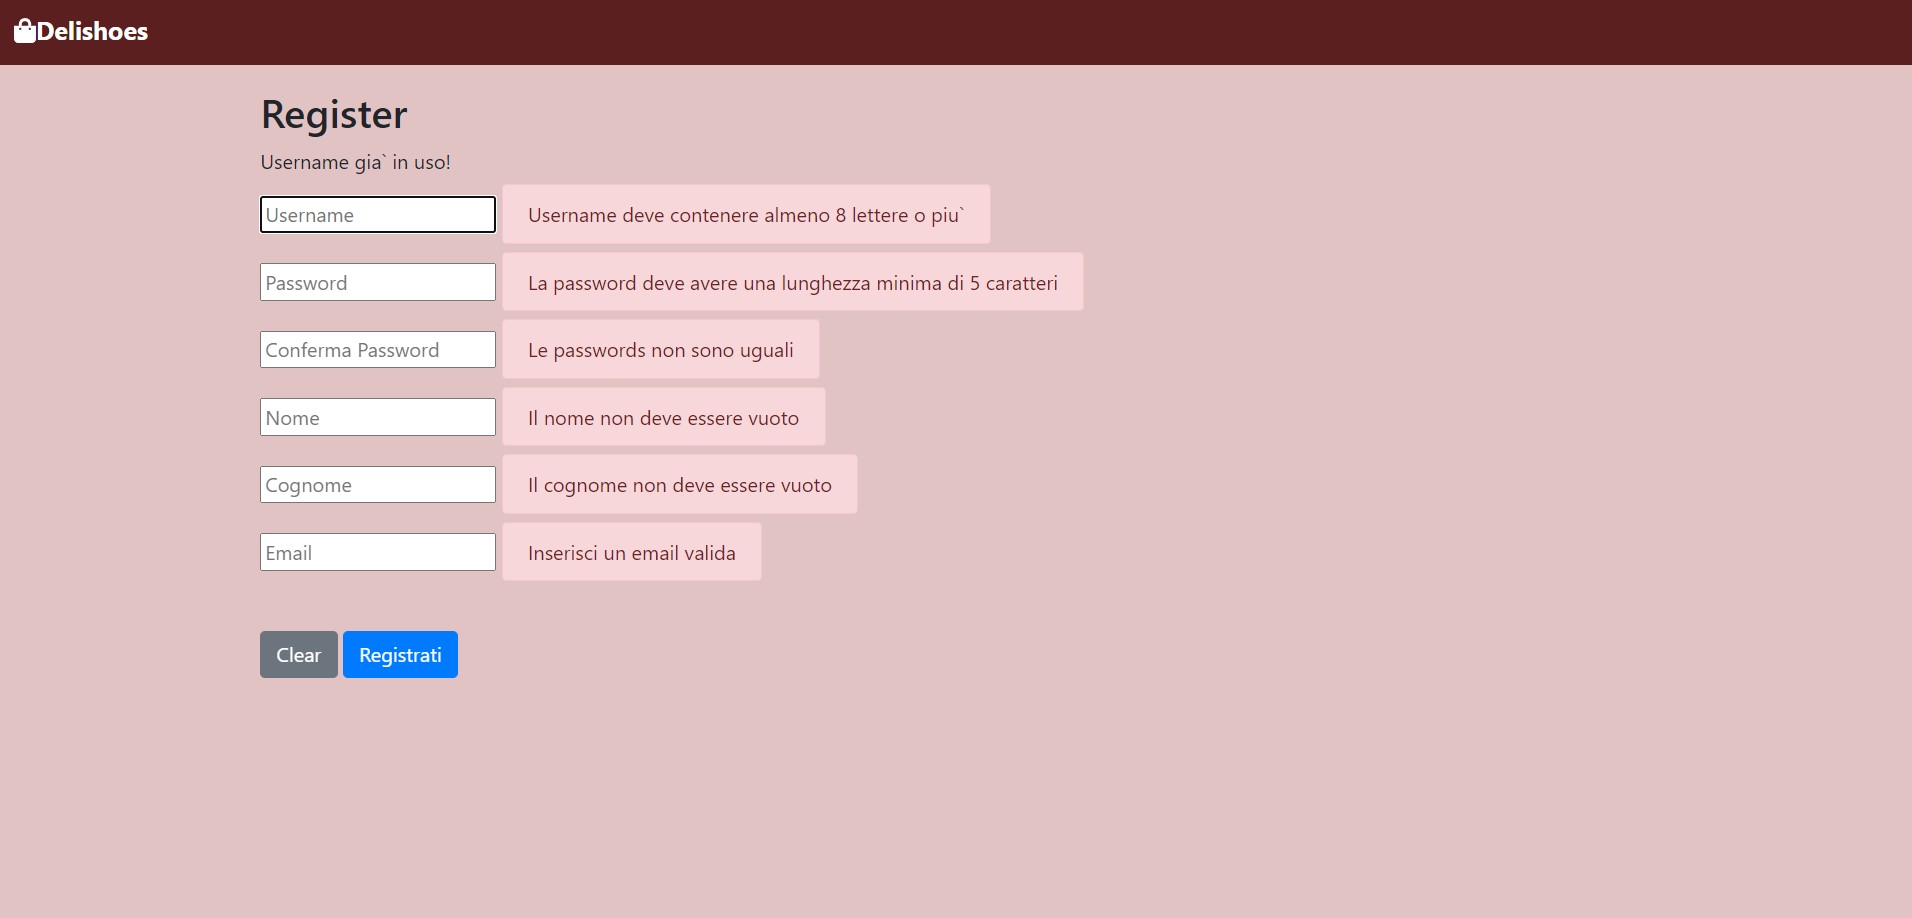 Delishoes
Register
Username gia` in uso!
Username
Username deve contenere almeno 8 lettere o piu`
Password
La password deve avere una lunghezza minima di 5 caratteri
Conferma Password
Le passwords non sono uguali
Nome
Il nome non deve essere vuoto
Cognome
Il cognome non deve essere vuoto
Email
Inserisci un email valida
Clear
Registrati